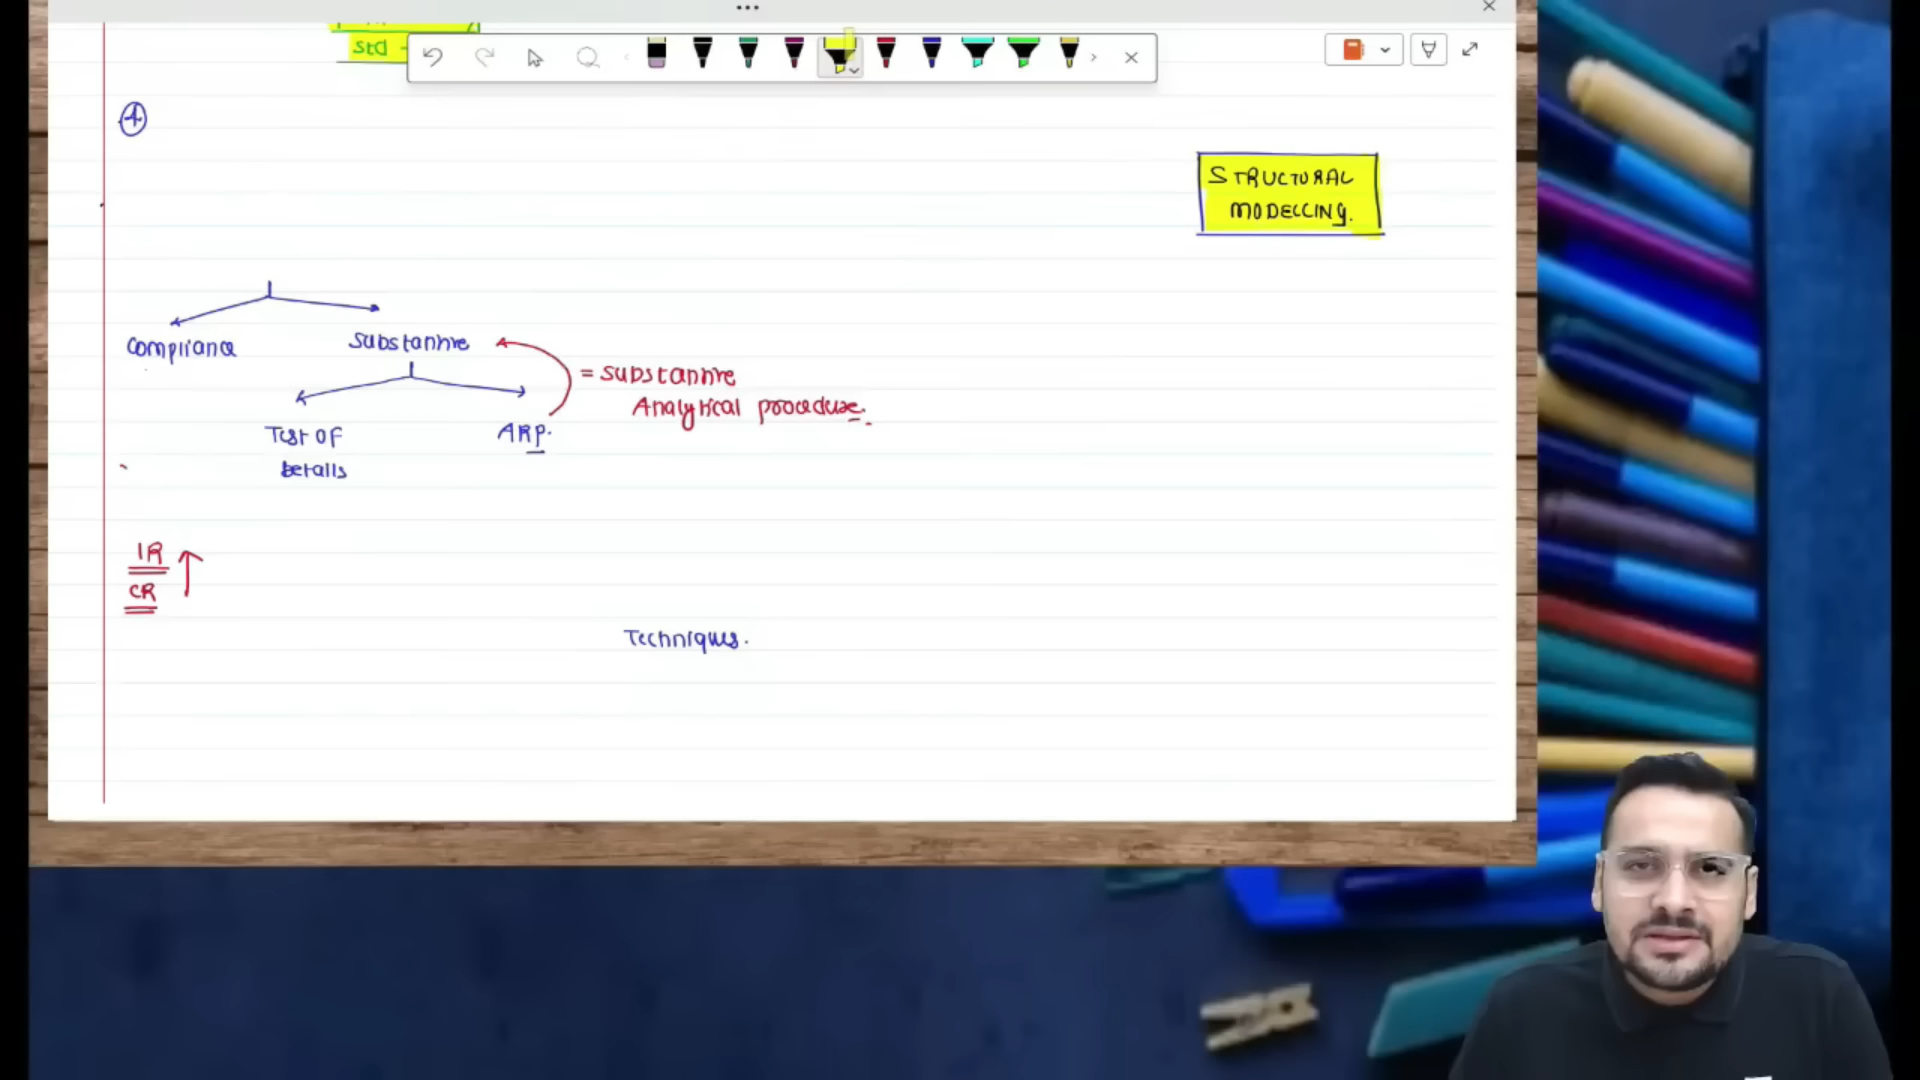 Std -
4
STRUCTURAL
MODELLING.
Compliance
Substantive
= Substantive
Analytical procedure.
Test OF
Details
ARP.
IR
CR
Techniques.